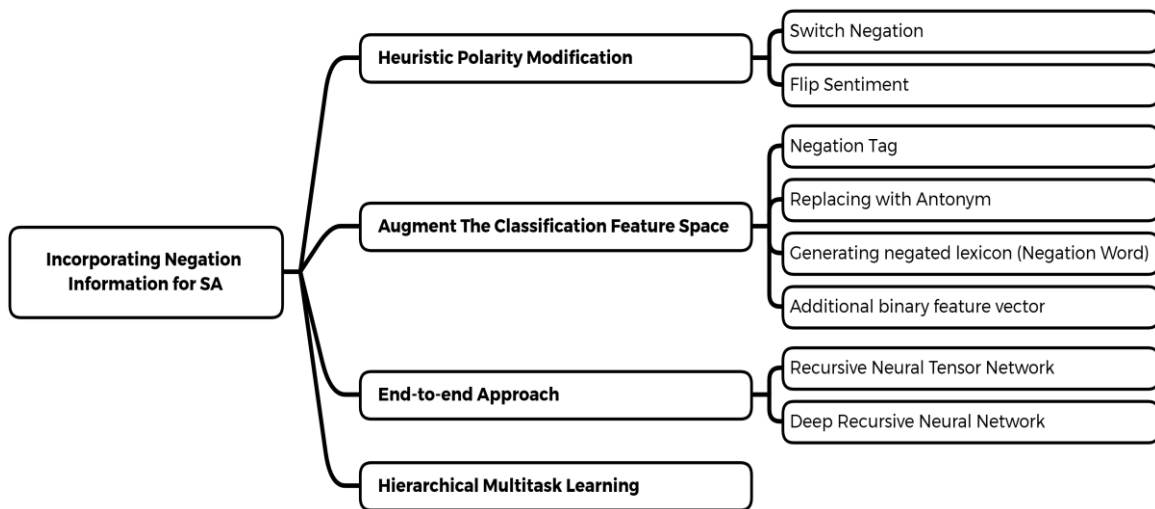 Incorporating Negation
Information for SA
Heuristic Polarity Modification
Switch Negation
Flip Sentiment
Augment The Classification Feature Space
Negation Tag
Replacing with Antonym
Generating negated lexicon (Negation Word)
Additional binary feature vector
End-to-end Approach
Recursive Neural Tensor Network
Deep Recursive Neural Network
Hierarchical Multitask Learning